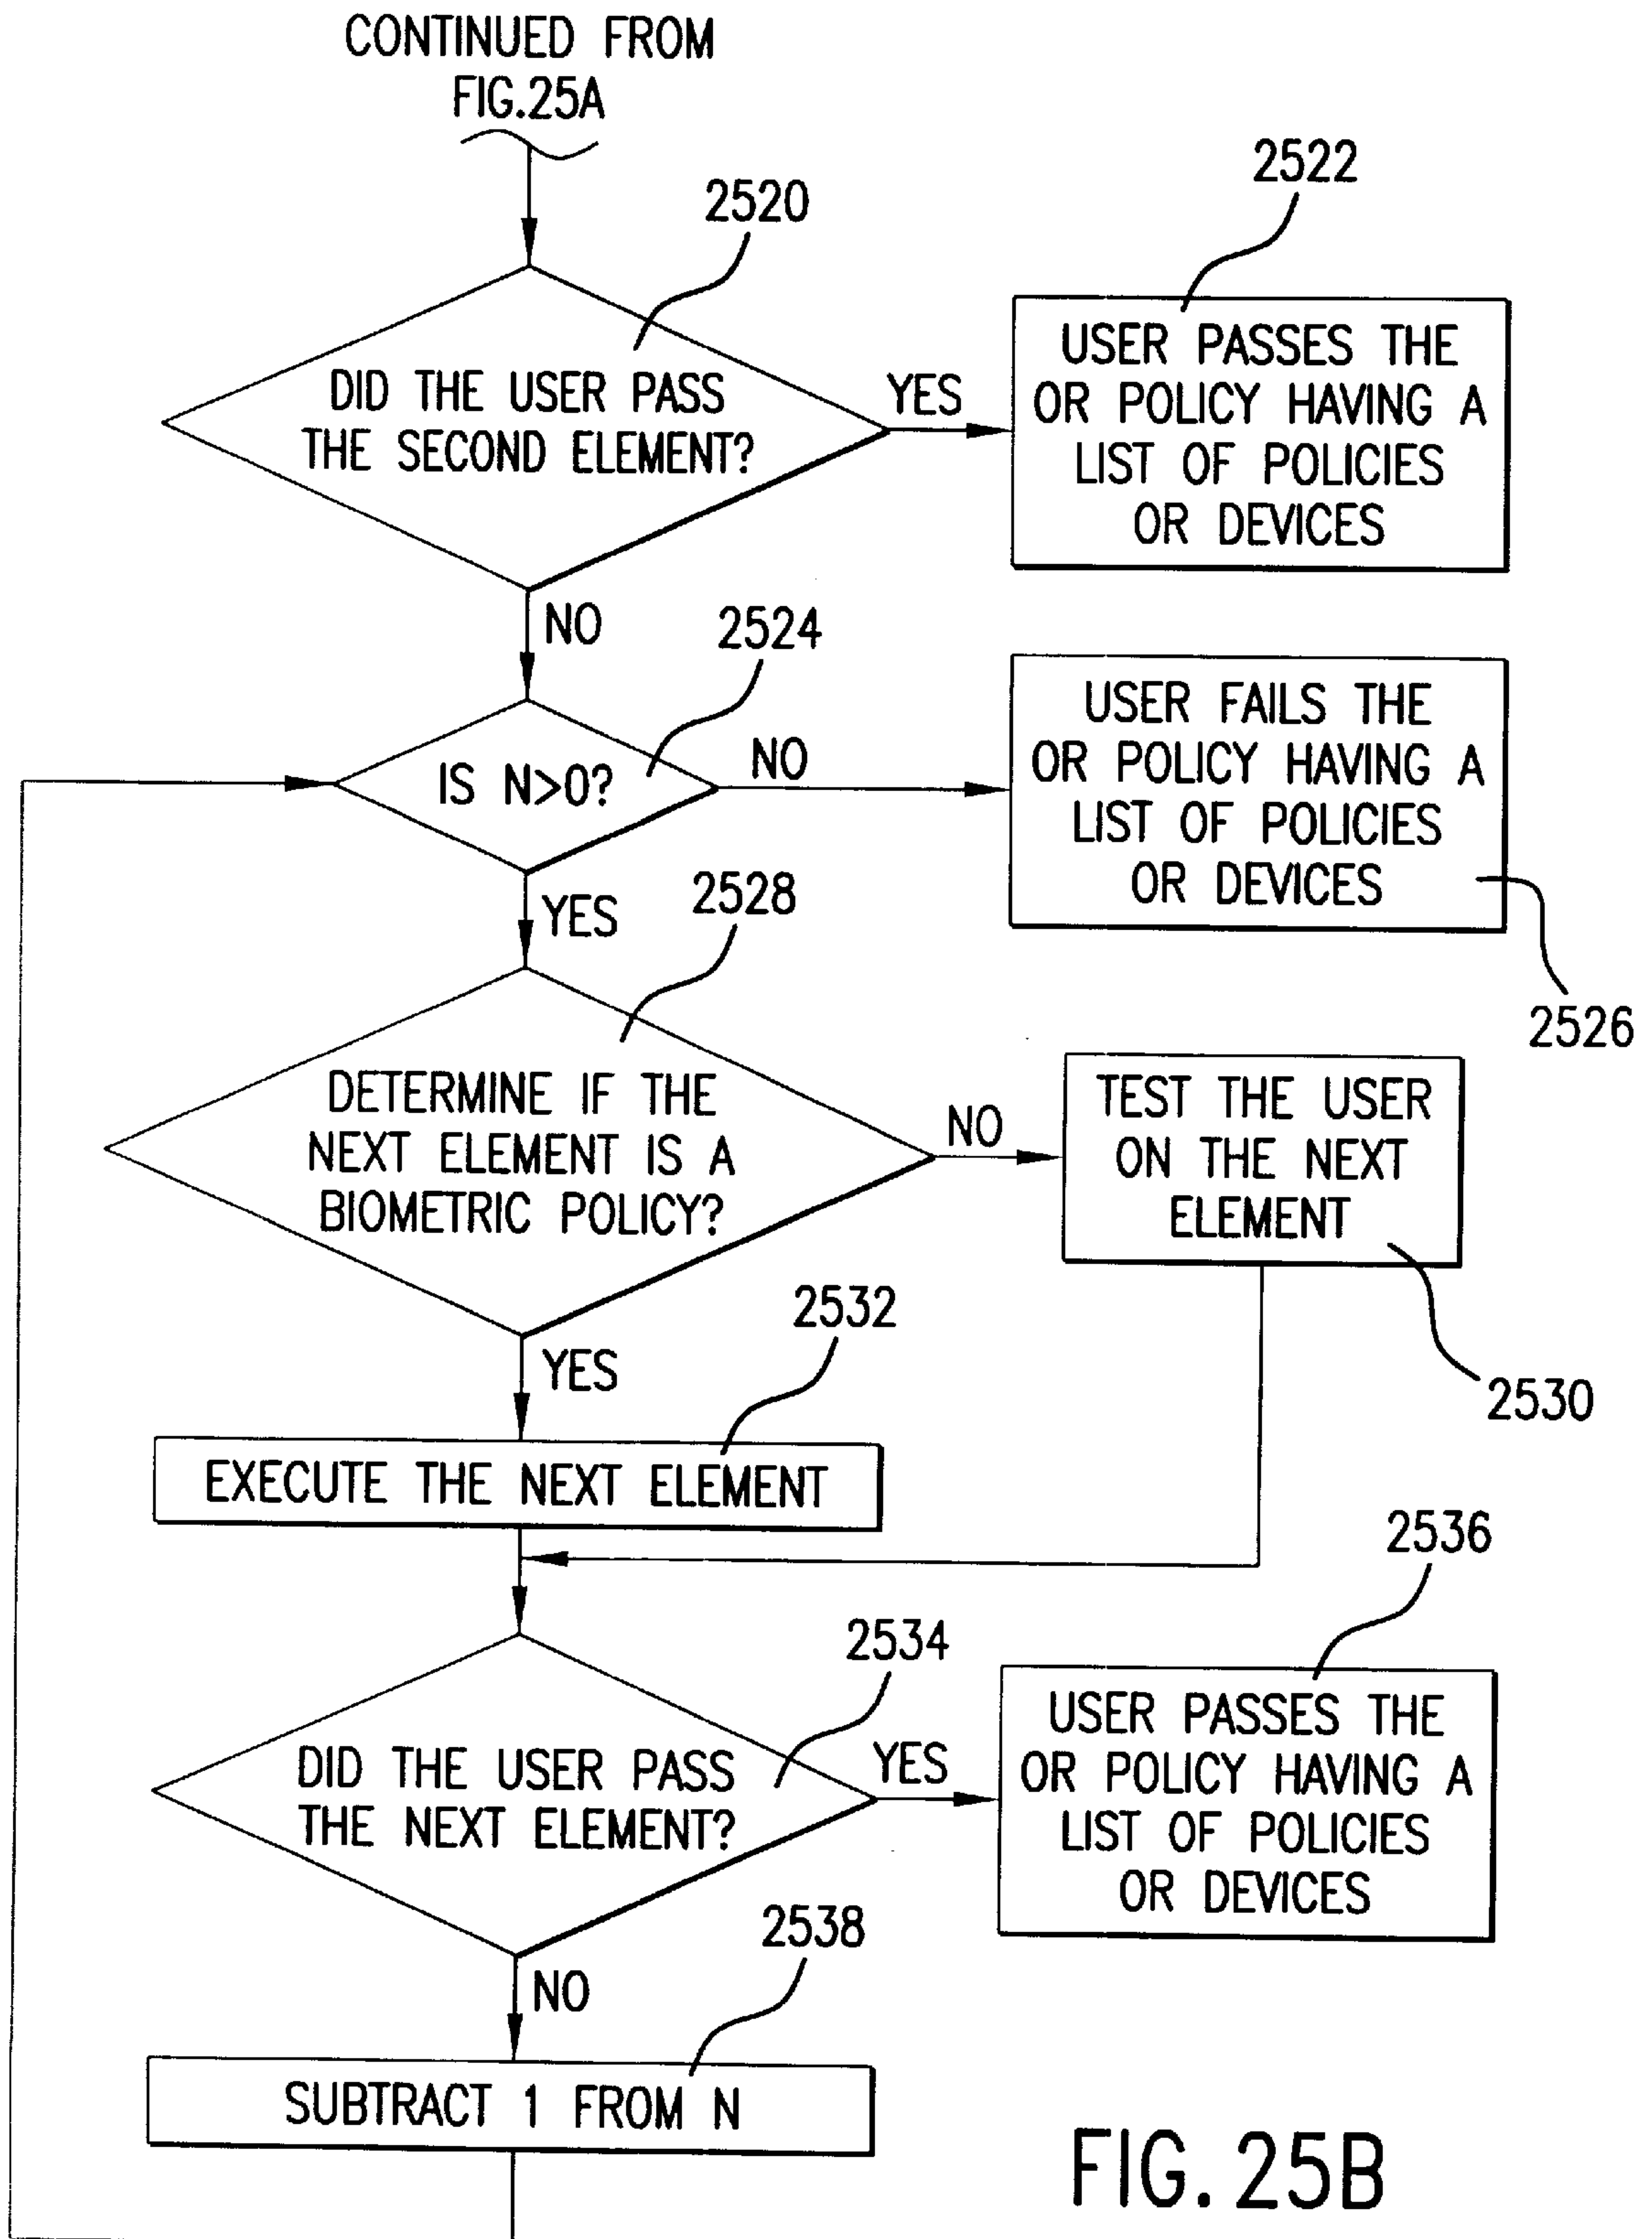 CONTINUED FROM
FIG.25A
2520
2522
DID THE USER PASS
THE SECOND ELEMENT?
YES
USER PASSES THE
OR POLICY HAVING A
LIST OF POLICIES
OR DEVICES
NO
2524
IS N>0?
NO
USER FAILS THE
OR POLICY HAVING A
LIST OF POLICIES
OR DEVICES
2526
YES
2528
DETERMINE IF THE
NEXT ELEMENT IS A
BIOMETRIC POLICY?
NO
TEST THE USER
ON THE NEXT
ELEMENT
2530
YES
2532
EXECUTE THE NEXT ELEMENT
2534
2536
DID THE USER PASS
THE NEXT ELEMENT?
YES
USER PASSES THE
OR POLICY HAVING A
LIST OF POLICIES
OR DEVICES
NO
2538
SUBTRACT 1 FROM N
FIG. 25B